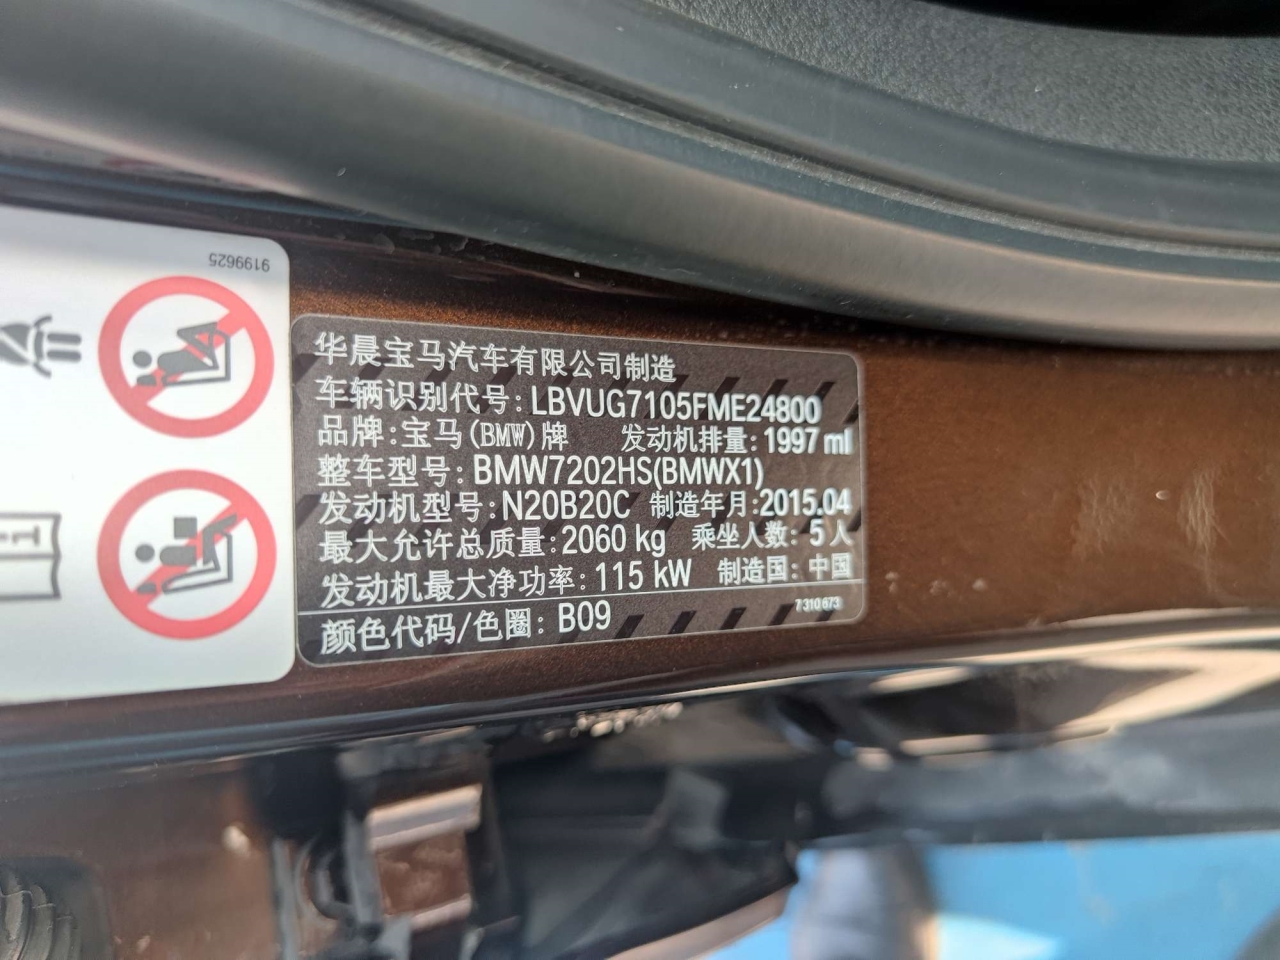 9199625
华晨宝马汽车有限公司制造
车辆识别代号: LBVUG7105FME24800
品牌:宝马(BMW)牌 发动机排量: 1997 ml
整车型号: BMW7202HS(BMWX1)
发动机型号: N20B20C 制造年月:2015.04
最大允许总质量:2060 kg 乘坐人数: 5人
发动机最大净功率: 115 kW 制造国: 中国
颜色代码/色圈: B09 7310673